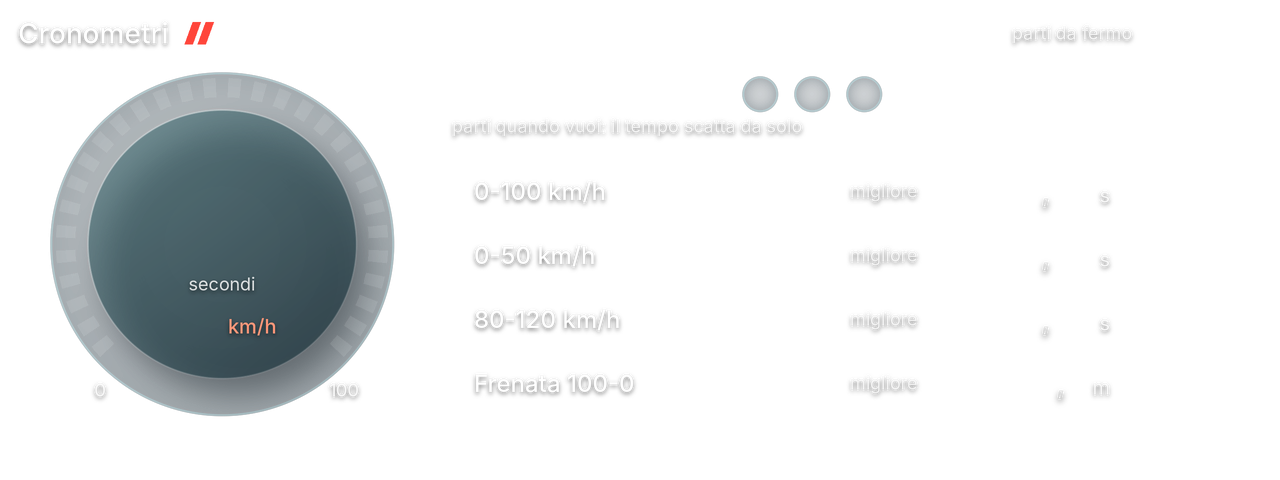 Cronometri
parti da fermo
parti quando vuoi: il tempo scatta da solo
0-100 km/h migliore , s
0-50 km/h migliore , s
secondi
80-120 km/h migliore , s
km/h
Frenata 100-0 migliore , m
0 100